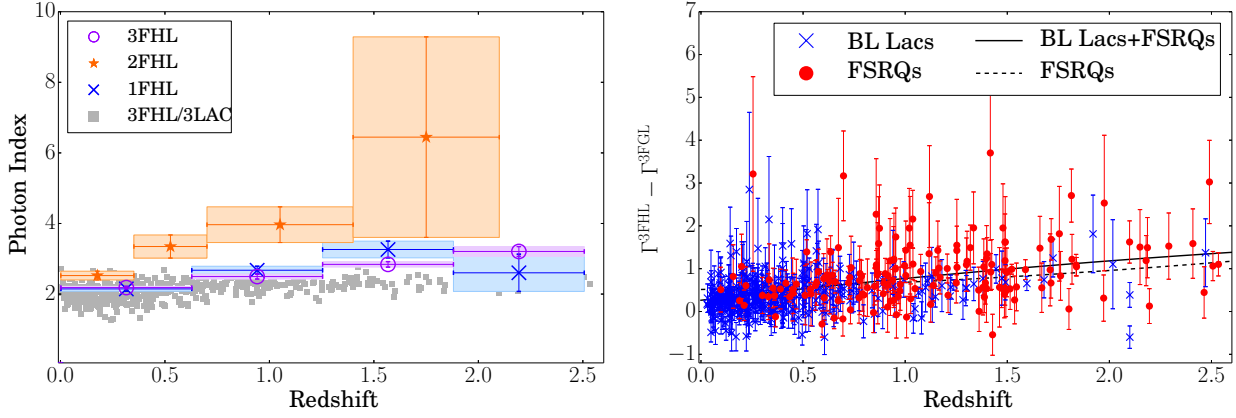 10
8
6
4
2
3FHL
2FHL
1FHL
3FHL/3LAC
Photon Index
0.0 0.5 1.0 1.5 2.0 2.5
Redshift
7
6
5
4
3
2
1
0
−1
BL Lacs
FSRQs
BL Lacs+FSRQs
FSRQs
Γ³ᶠᴴᴸ − Γ³ᶠᴳᴸ
0.0 0.5 1.0 1.5 2.0 2.5
Redshift